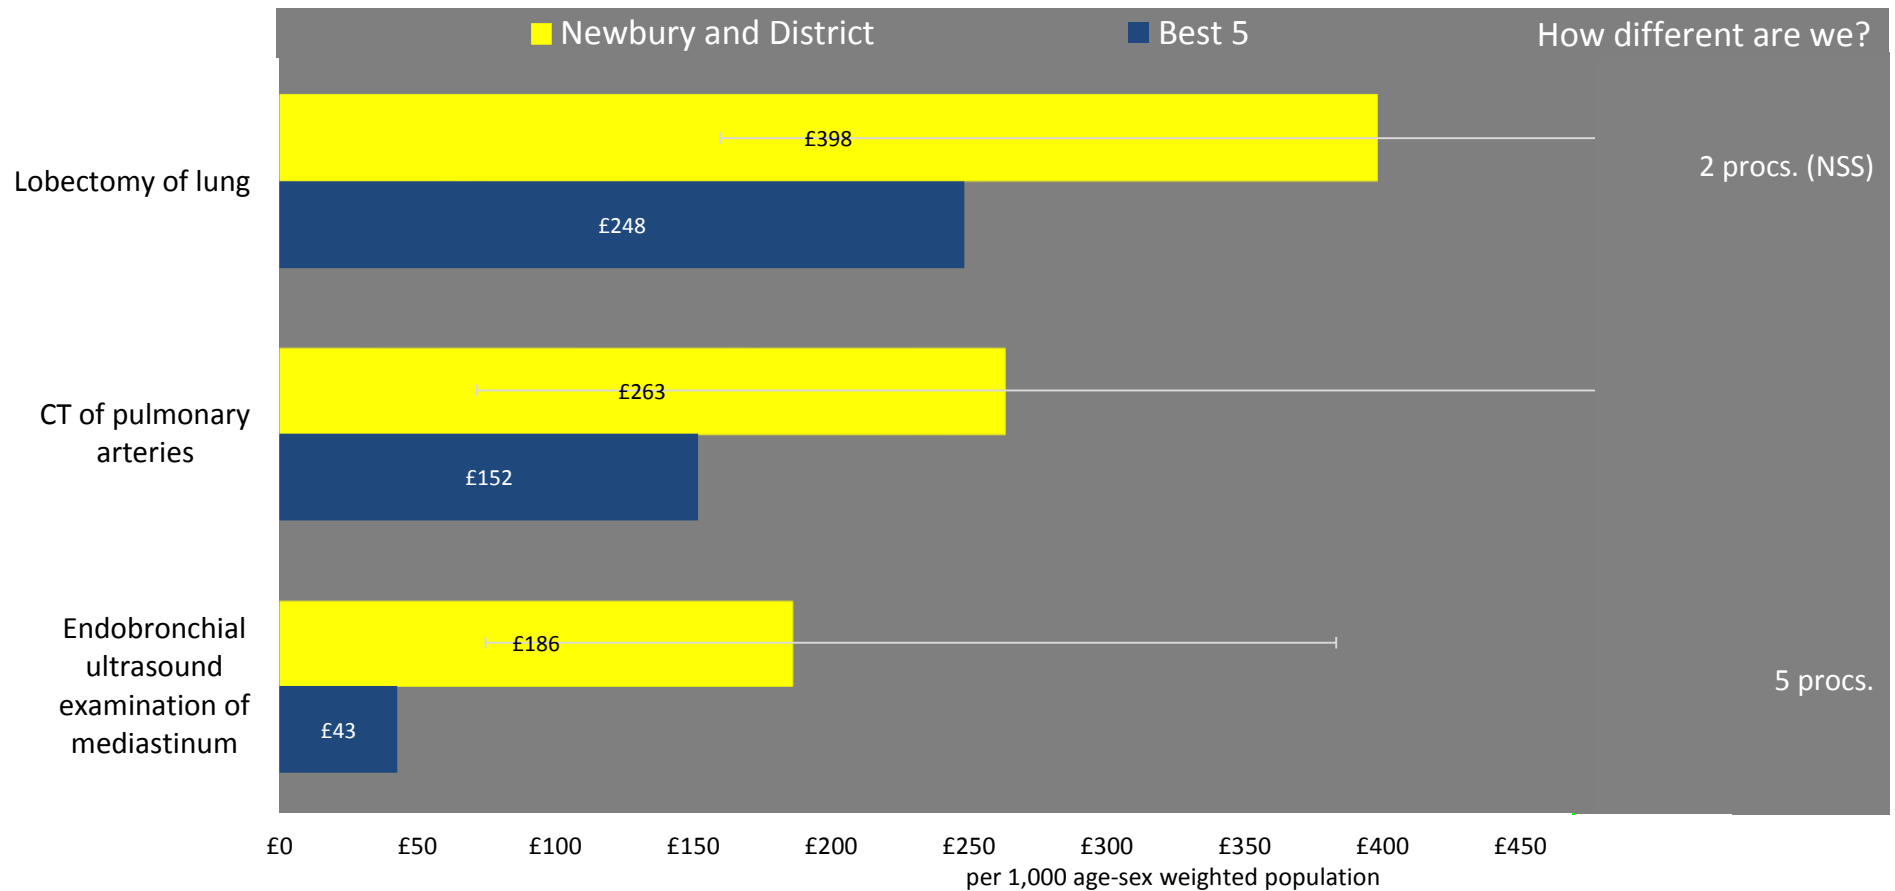 Newbury and District
Best 5
How different are we?
Lobectomy of lung
£398
£248
2 procs. (NSS)
CT of pulmonary
arteries
£263
£152
Endobronchial
ultrasound
examination of
mediastinum
£186
£43
5 procs.
£0 £50 £100 £150 £200 £250 £300 £350 £400 £450
per 1,000 age-sex weighted population